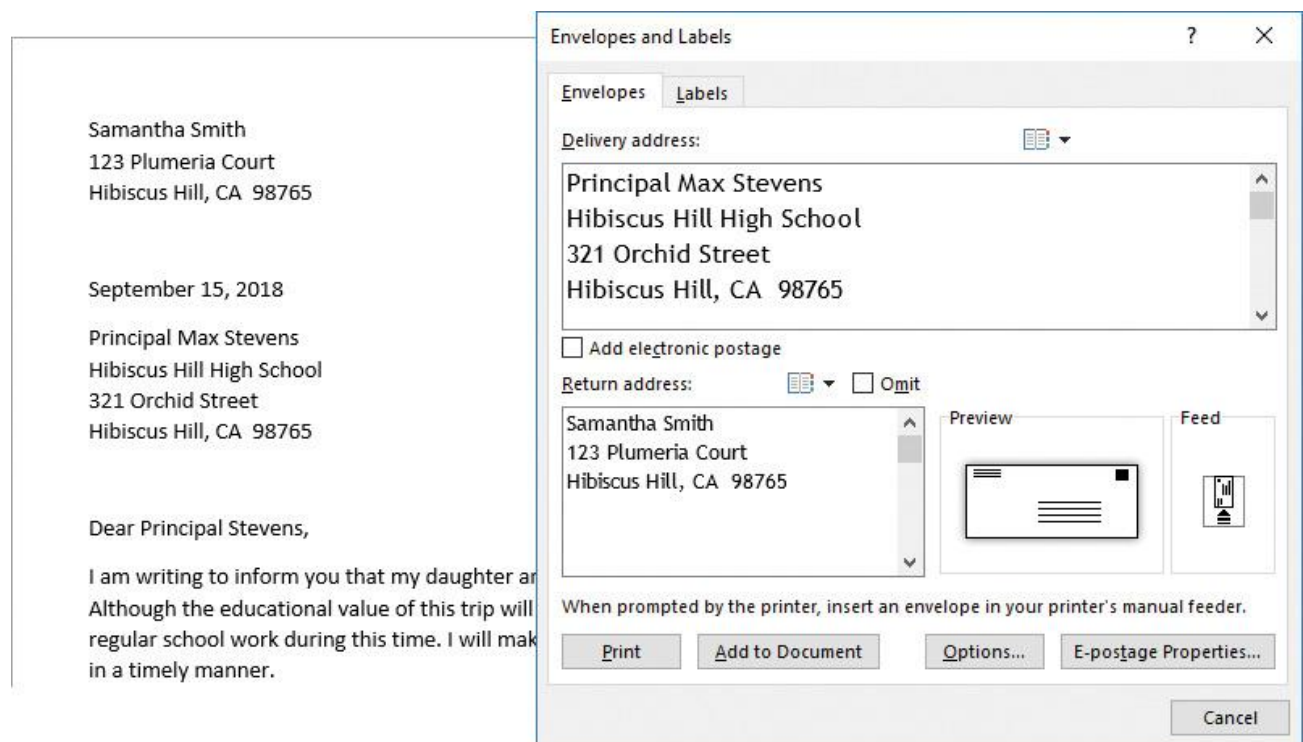 Samantha Smith
123 Plumeria Court
Hibiscus Hill, CA  98765
September 15, 2018
Principal Max Stevens
Hibiscus Hill High School
321 Orchid Street
Hibiscus Hill, CA  98765
Dear Principal Stevens,
I am writing to inform you that my daughter
Although the educational value of this trip will
regular school work during this time. I will
in a timely manner.
Envelopes and Labels
?
Envelopes
Labels
Delivery address:
Principal Max Stevens
Hibiscus Hill High School
321 Orchid Street
Hibiscus Hill, CA  98765
Add electronic postage
Return address:
Omit
Samantha Smith
123 Plumeria Court
Hibiscus Hill, CA  98765
Preview
Feed
When prompted by the printer, insert an envelope in your printer's manual feeder.
Print
Add to Document
Options...
E-postage Properties...
Cancel